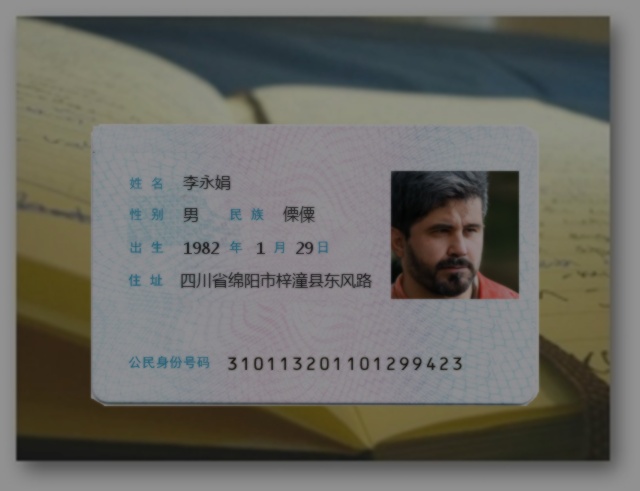 姓名 李永娟
性别 男 民族 傈僳
出生 1982 年 1 月 29 日
住址 四川省绵阳市梓潼县东风路
公民身份号码 310113201101299423